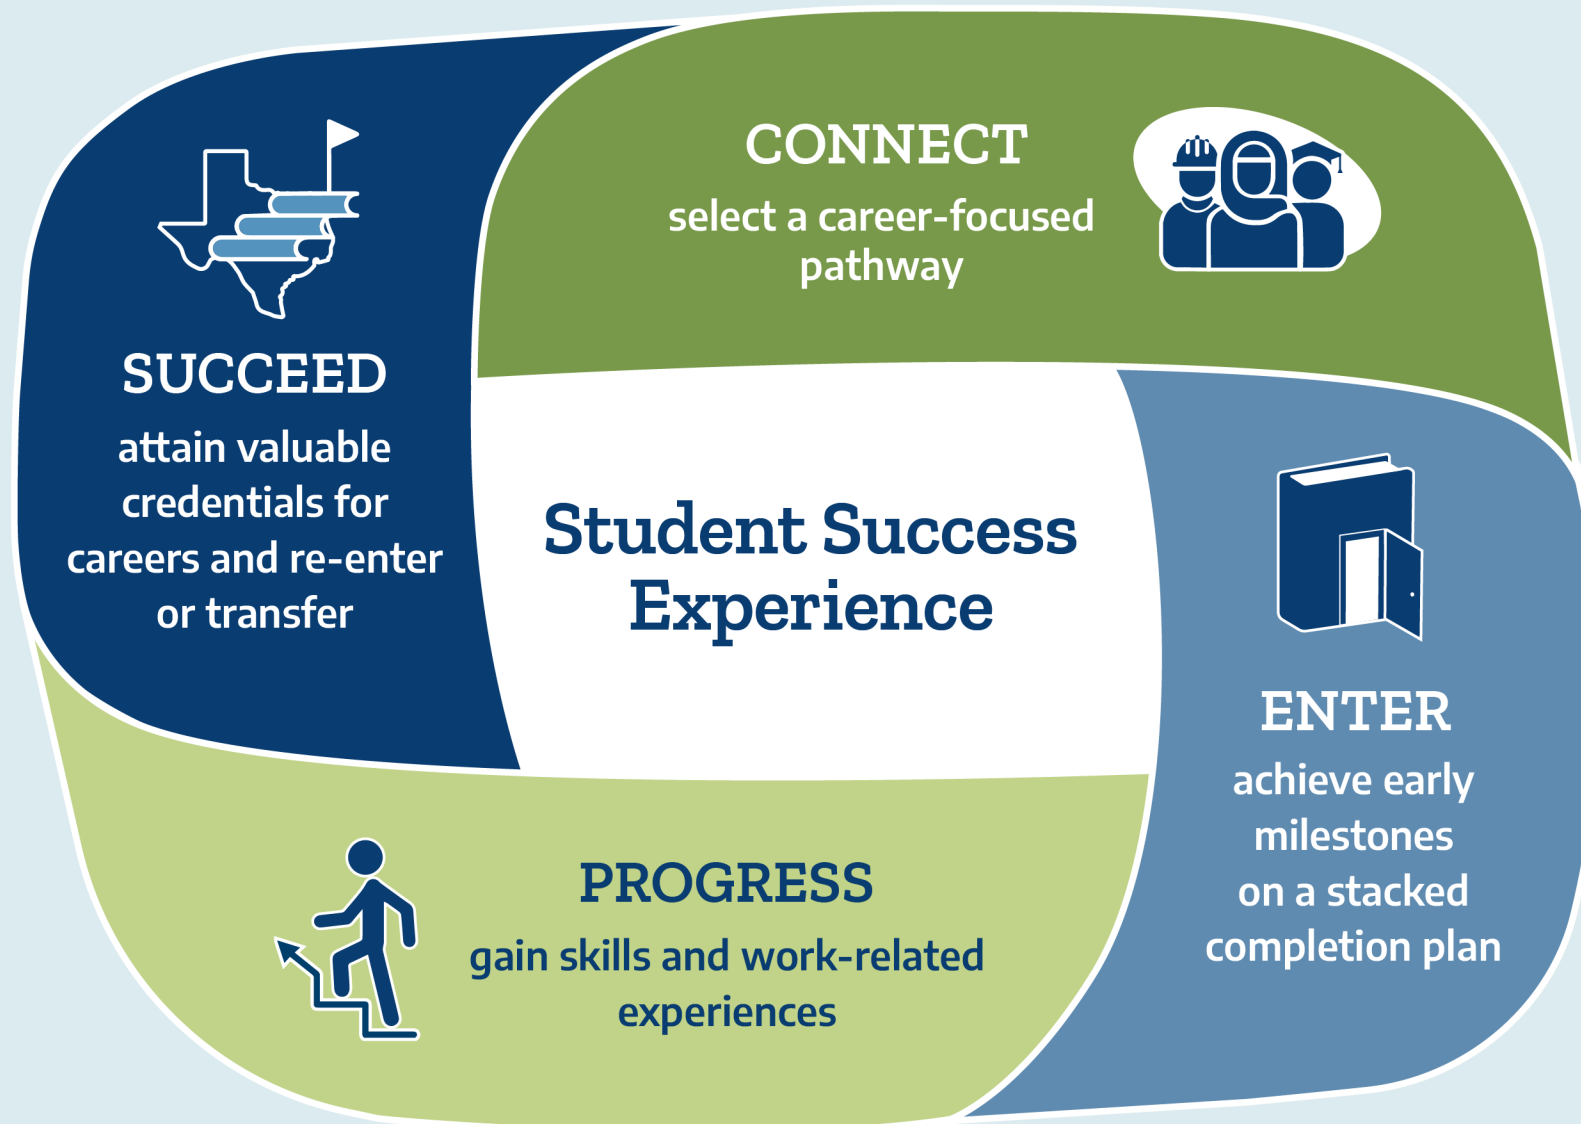 CONNECT
select a career-focused
pathway
SUCCEED
attain valuable
credentials for
careers and re-enter
or transfer
Student Success
Experience
ENTER
achieve early
milestones
on a stacked
completion plan
PROGRESS
gain skills and work-related
experiences